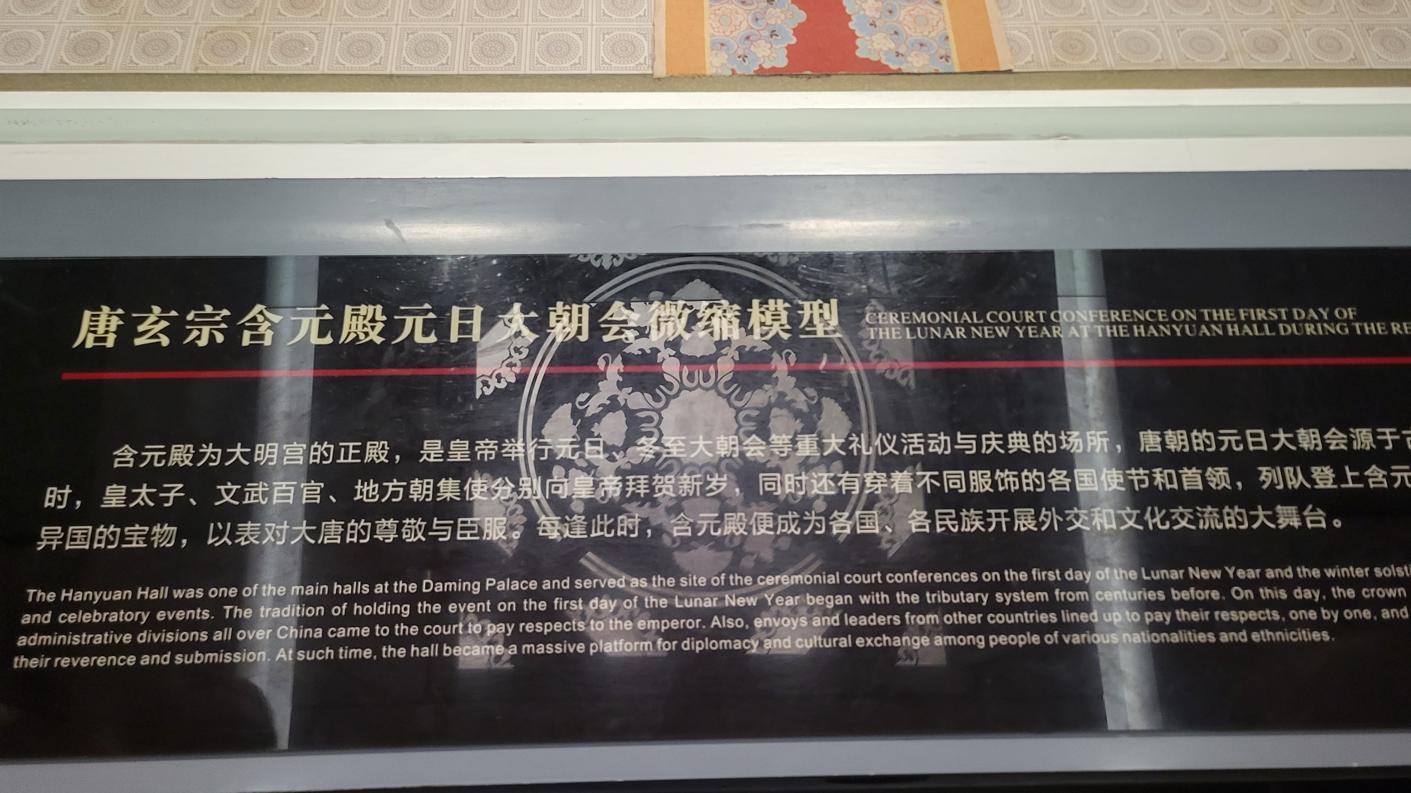 唐玄宗含元殿元日大朝会微缩模型
CEREMONIAL COURT CONFERENCE ON THE FIRST DAY OF
THE LUNAR NEW YEAR AT THE HANYUAN HALL DURING THE
含元殿为大明宫的正殿，是皇帝举行元日、冬至大朝会等重大礼仪活动与庆典的场所，唐朝的元日大朝会源于
时，皇太子、文武百官、地方朝集使分别向皇帝拜贺新岁，同时还有穿着不同服饰的各国使节和首领，列队登上含元
异国的宝物，以表对大唐的尊敬与臣服。每逢此时，含元殿便成为各国、各民族开展外交和文化交流的大舞台。
The Hanyuan Hall was one of the main halls at the Daming Palace and served as the site of the ceremonial court conferences on the first day of the Lunar New Year and the winter
and celebratory events. The tradition of holding the event on the first day of the Lunar New Year began with the tributary system from centuries before. On this day, the crown
administrative divisions all over China came to the court to pay respects to the emperor. Also, envoys and leaders from other countries lined up to pay their respects, one by one, and
their reverence and submission. At such time, the hall became a massive platform for diplomacy and cultural exchange among people of various nationalities and ethnicities.